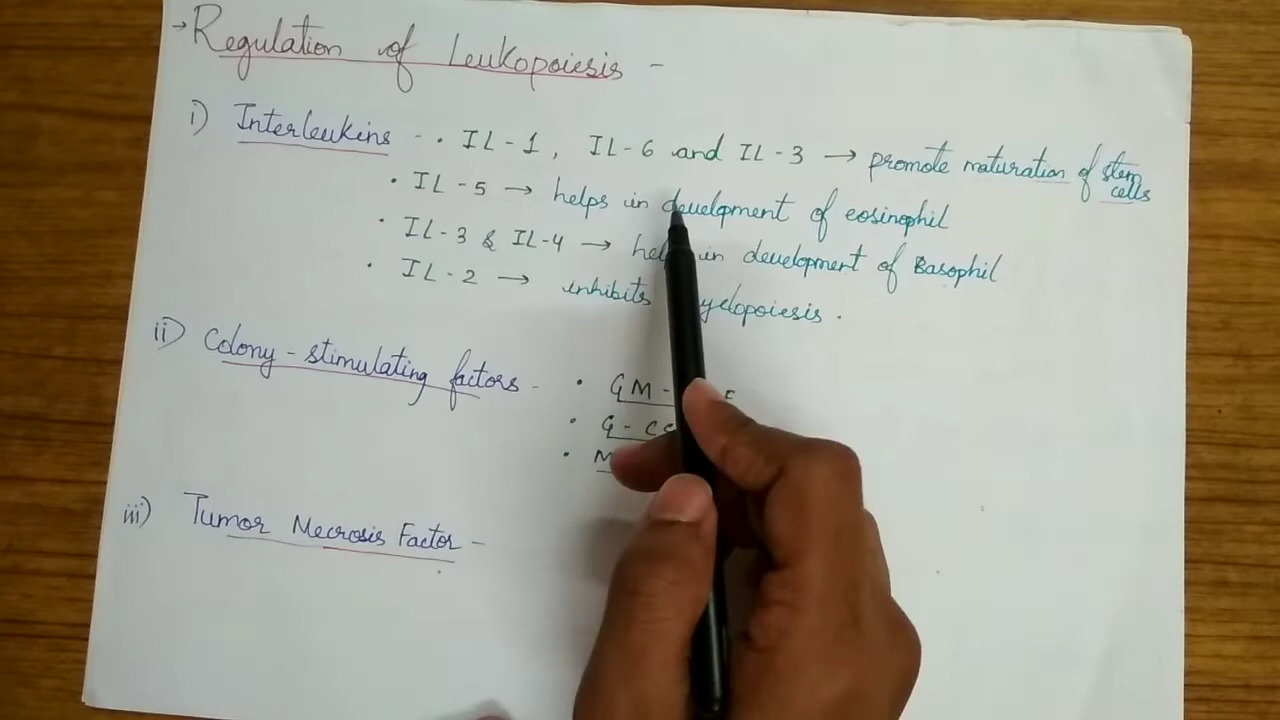 → Regulation of Leukopoiesis -
i) Interleukins - • IL-1, IL-6 and IL-3 → promote maturation of stem cells
• IL-5 → helps in development of eosinophil
• IL-3 & IL-4 → in development of Basophil
• IL-2 → inhibits
ii) Colony-stimulating factors - • GM-
• G-
•
iii) Tumor Necrosis Factor -